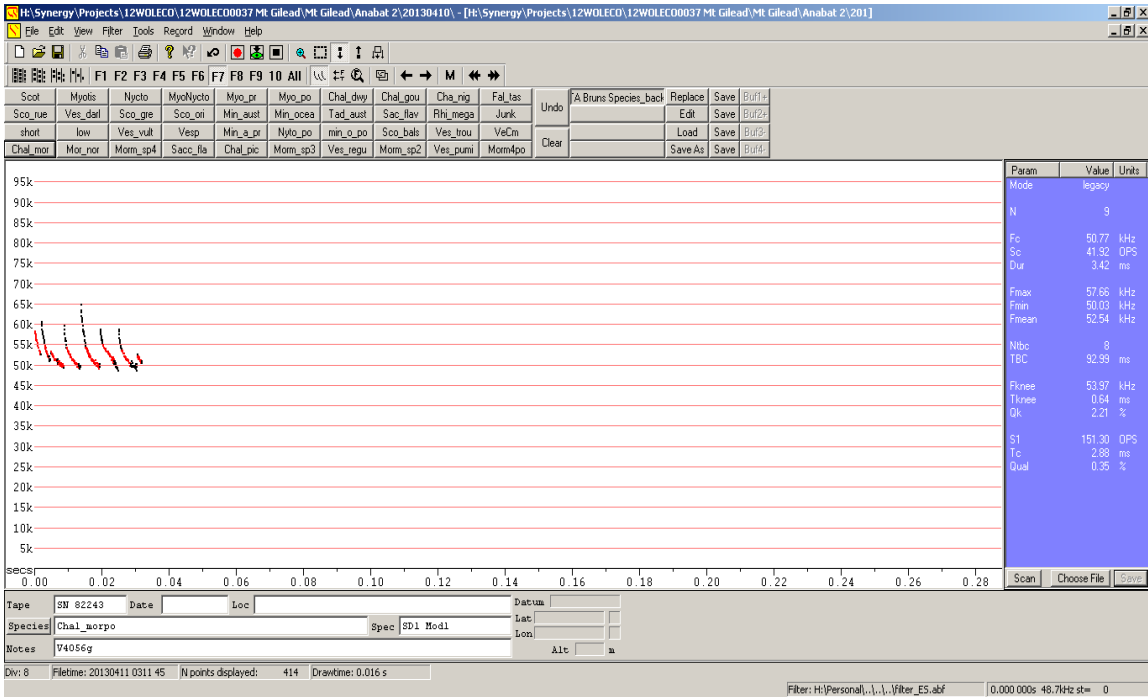 H:\Synergy\Projects\12WOLECO\12WOLECO00037 Mt Gilead\Mt Gilead\Anabat 2\20130410\ - [H:\Synergy\Projects\12WOLECO\12WOLECO00037 Mt Gilead\Mt Gilead\Anabat 2\201]
File Edit View Filter Tools Record Window Help
F1 F2 F3 F4 F5 F6 F7 F8 F9 10 All M
Scot Myotis Nycto MyoNycto Myo_pr Myo_po Chal_dwy Chal_gou Cha_nig Fal_tas Undo TA Bruns Species_back Replace Save Buf1+
Sco_rue Ves_darl Sco_gre Sco_ori Min_aust Min_ocea Tad_aust Sac_flav Rhi_mega Junk Edit Save Buf2+
short low Ves_vult Vesp Min_a_pr Nyto_po min_o_po Sco_bals Ves_trou VeCm Clear Load Save Buf3-
Chal_mor Mor_nor Morm_sp4 Sacc_fla Chal_pic Morm_sp3 Ves_regu Morm_sp2 Ves_pumi Morm4po Save As Save Buf4-
95k
90k
85k
80k
75k
70k
65k
60k
55k
50k
45k
40k
35k
30k
25k
20k
15k
10k
5k
secs
0.00 0.02 0.04 0.06 0.08 0.10 0.12 0.14 0.16 0.18 0.20 0.22 0.24 0.26 0.28
Param Value Units
Mode legacy
N 9
Fc 50.77 kHz
Sc 41.92 OPS
Dur 3.42 ms
Fmax 57.66 kHz
Fmin 50.03 kHz
Fmean 52.54 kHz
Ntbc 8
TBC 92.99 ms
Fknee 53.97 kHz
Tknee 0.64 ms
Qk 2.21 %
S1 151.30 OPS
Tc 2.88 ms
Qual 0.35 %
Scan Choose File Save
Tape SN 82243 Date Loc Datum
Species Chal_morpo Spec SD1 Mod1 Lat
Lon
Notes V4056g Alt m
Div: 8 Filetime: 20130411 0311 45 N points displayed: 414 Drawtime: 0.016 s
Filter: H:\Personal\..\..\..\filter_ES.abf 0.000 000s 48.7kHz st= 0